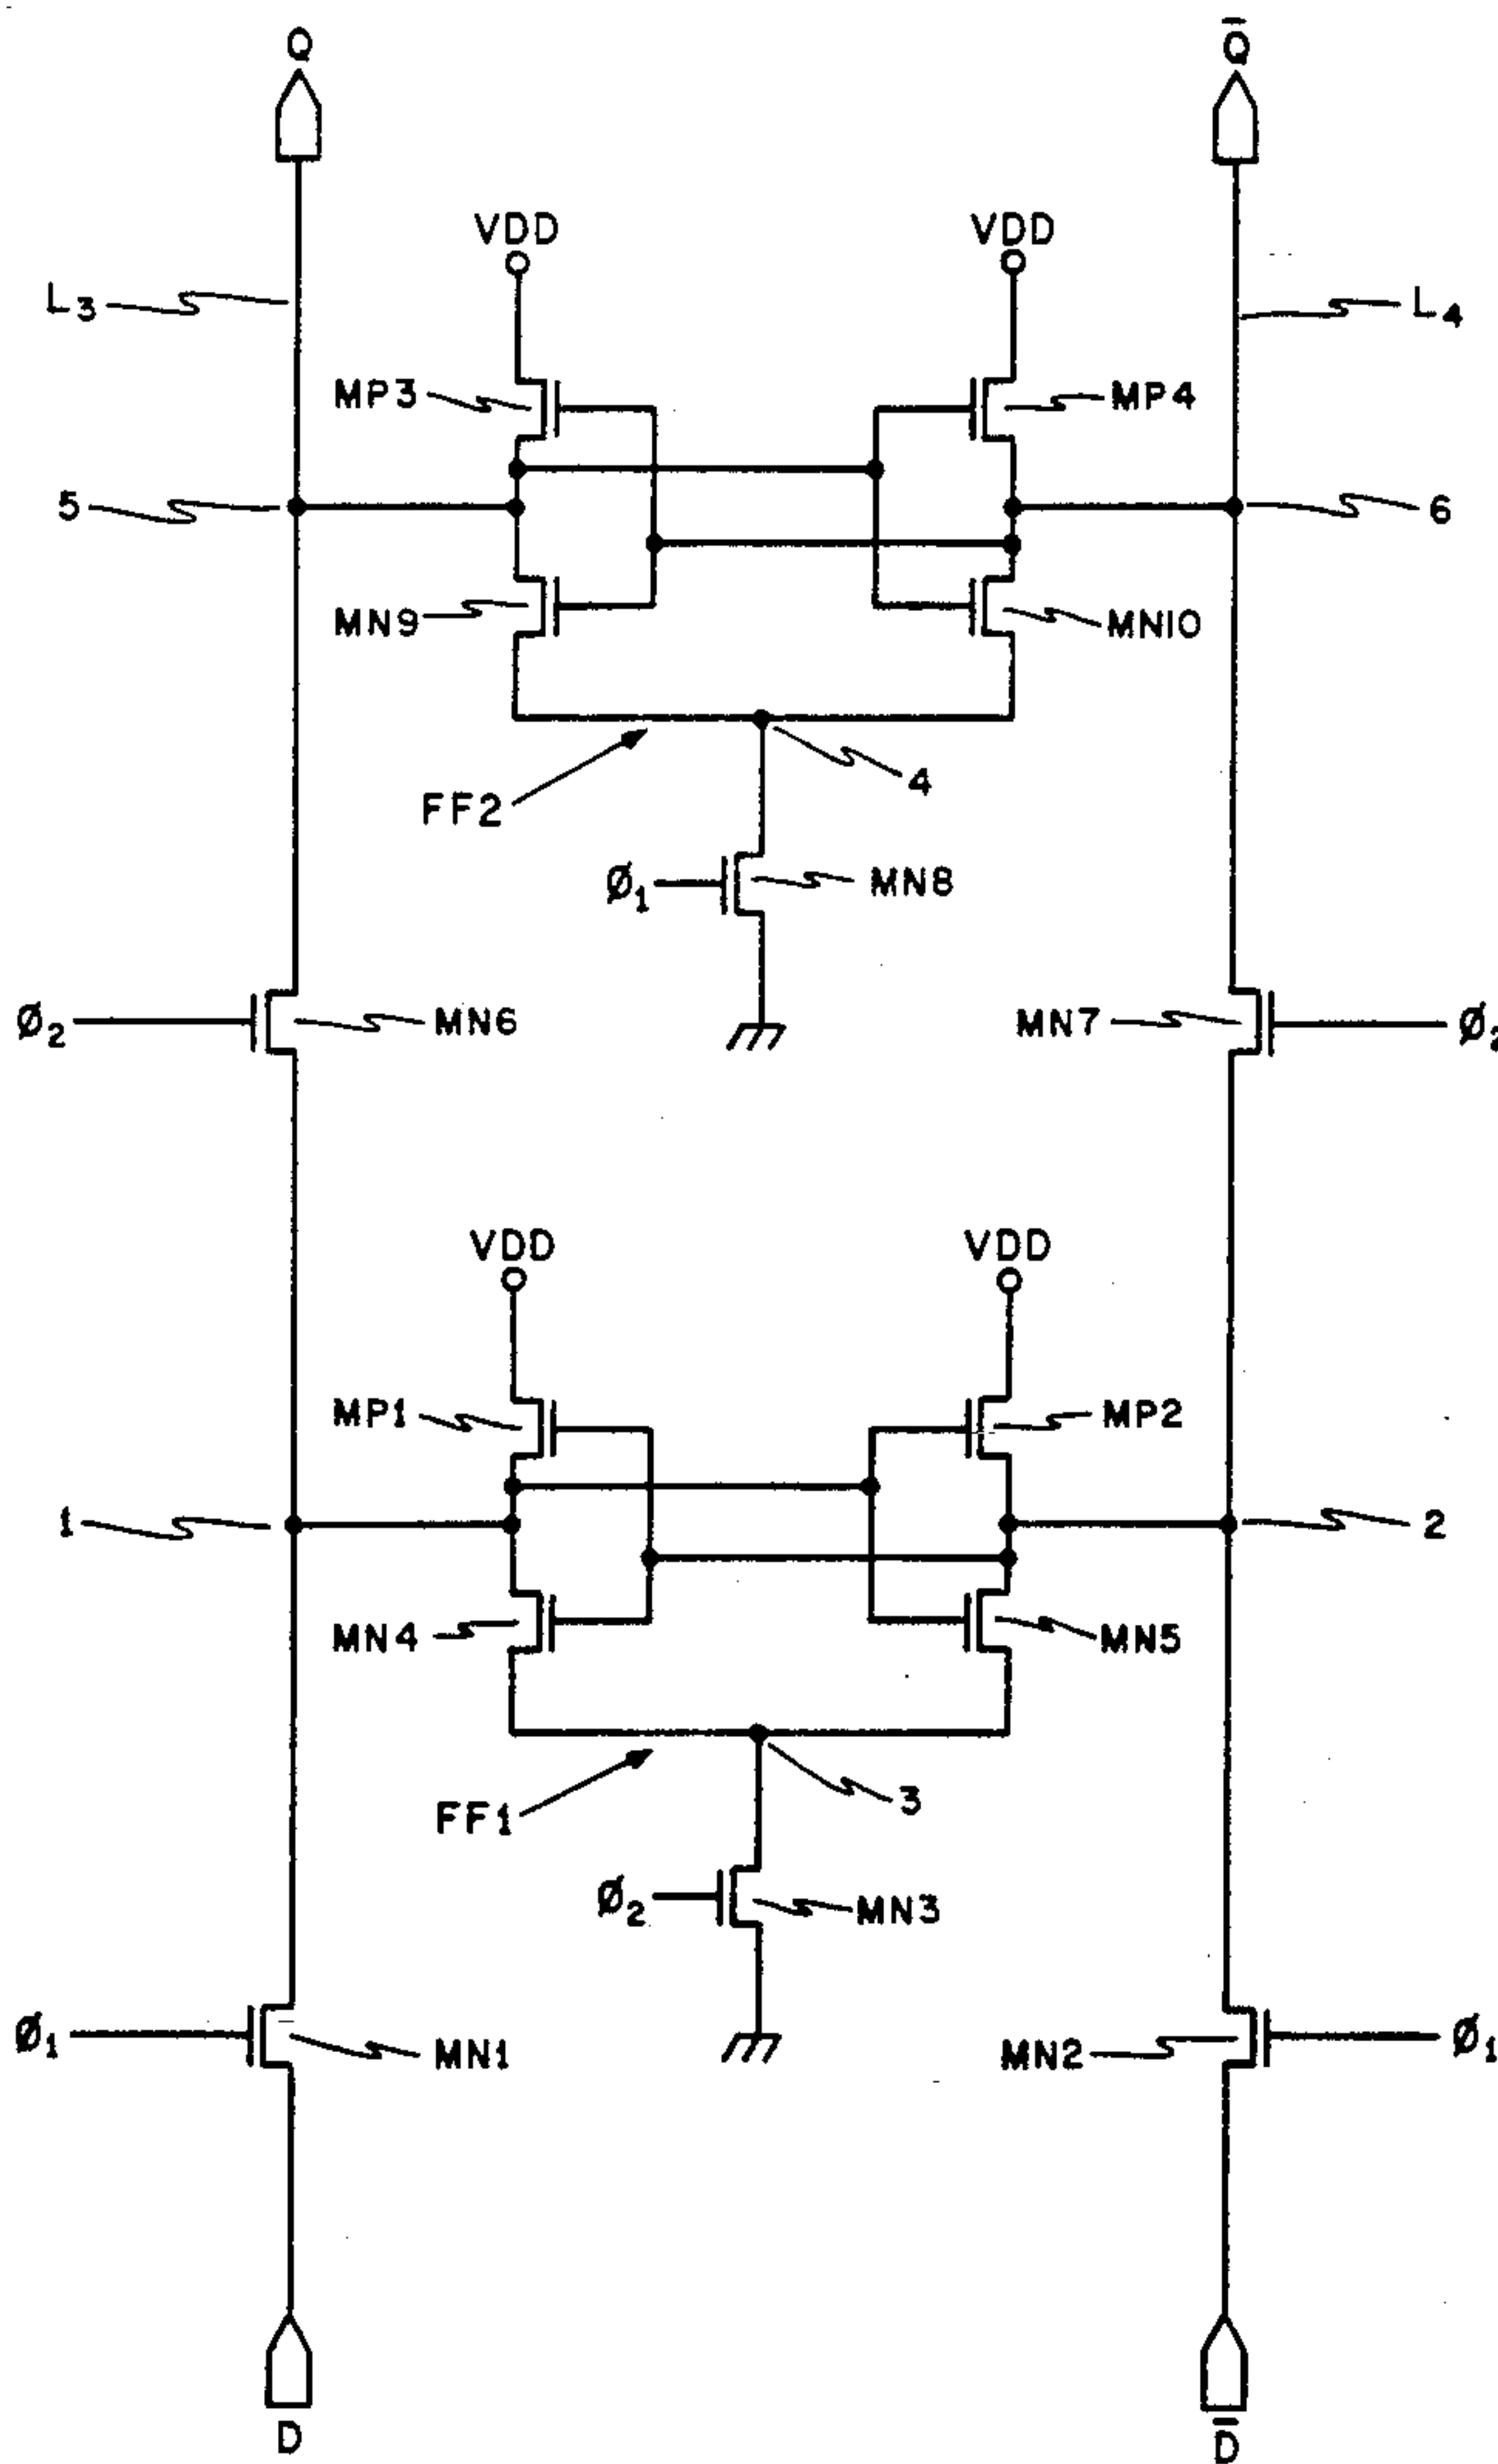 Q Q̅
VDD VDD
L3 L4
MP3 MP4
5 6
MN9 MN10
4
FF2
Ø1 MN8
Ø2 MN6 MN7 Ø2
VDD VDD
MP1 MP2
1 2
MN4 MN5
3
FF1
Ø2 MN3
Ø1 MN1 MN2 Ø1
D D̅